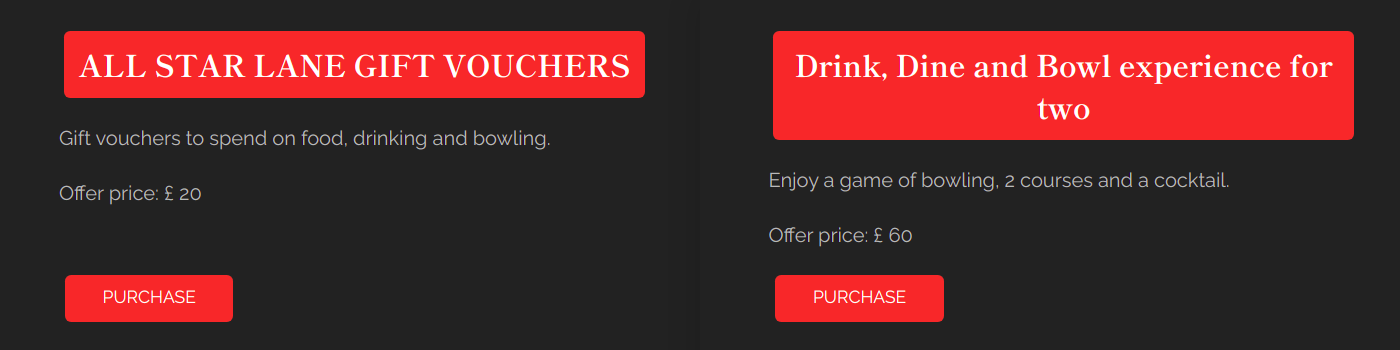 ALL STAR LANE GIFT VOUCHERS
Gift vouchers to spend on food, drinking and bowling.
Offer price: £ 20
PURCHASE
Drink, Dine and Bowl experience for
two
Enjoy a game of bowling, 2 courses and a cocktail.
Offer price: £ 60
PURCHASE